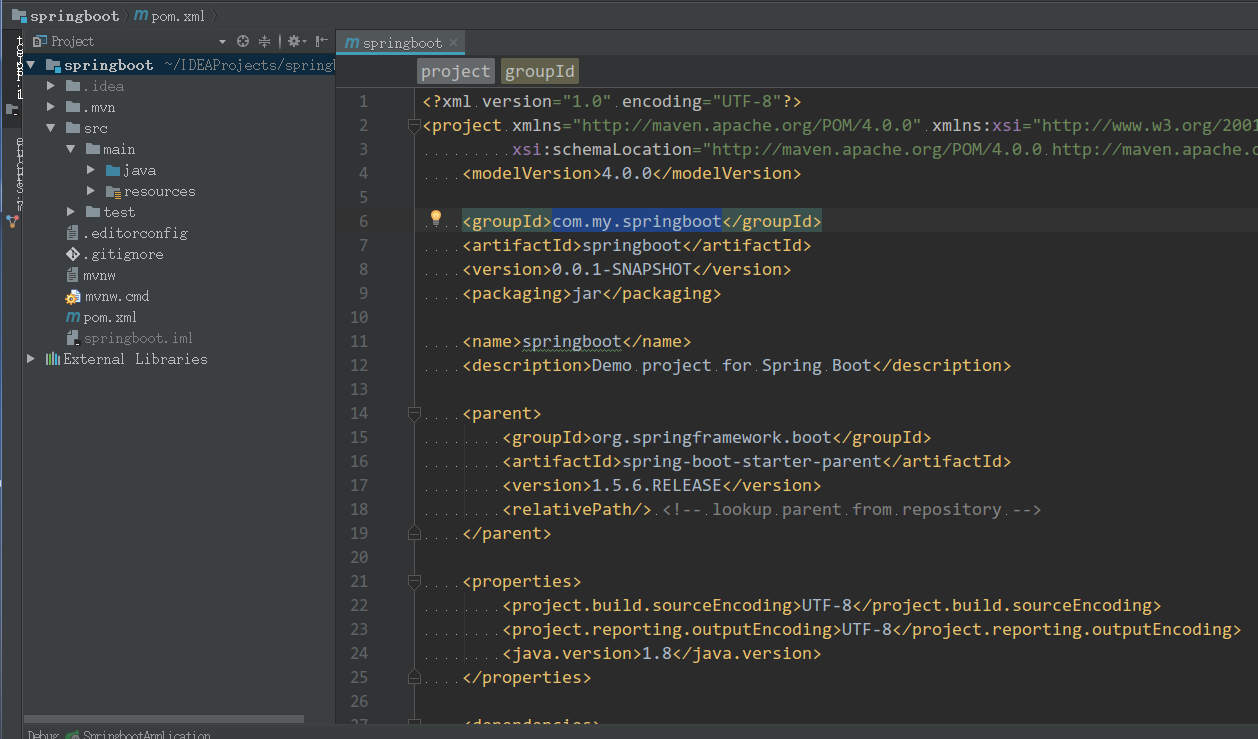 springboot pom.xml
Project
springboot ~/IDEAProjects/spring
.idea
.mvn
src
main
java
resources
test
.editorconfig
.gitignore
mvnw
mvnw.cmd
pom.xml
springboot.iml
External Libraries
springboot
project groupId
1 <?xml version="1.0" encoding="UTF-8"?>
2 <project xmlns="http://maven.apache.org/POM/4.0.0" xmlns:xsi="http://www.w3.org/2001
3 xsi:schemaLocation="http://maven.apache.org/POM/4.0.0 http://maven.apache.o
4 <modelVersion>4.0.0</modelVersion>
5
6 <groupId>com.my.springboot</groupId>
7 <artifactId>springboot</artifactId>
8 <version>0.0.1-SNAPSHOT</version>
9 <packaging>jar</packaging>
10
11 <name>springboot</name>
12 <description>Demo project for Spring Boot</description>
13
14 <parent>
15 <groupId>org.springframework.boot</groupId>
16 <artifactId>spring-boot-starter-parent</artifactId>
17 <version>1.5.6.RELEASE</version>
18 <relativePath/> <!-- lookup parent from repository -->
19 </parent>
20
21 <properties>
22 <project.build.sourceEncoding>UTF-8</project.build.sourceEncoding>
23 <project.reporting.outputEncoding>UTF-8</project.reporting.outputEncoding>
24 <java.version>1.8</java.version>
25 </properties>
26
27 <dependencies>
Debug SpringbootApplication